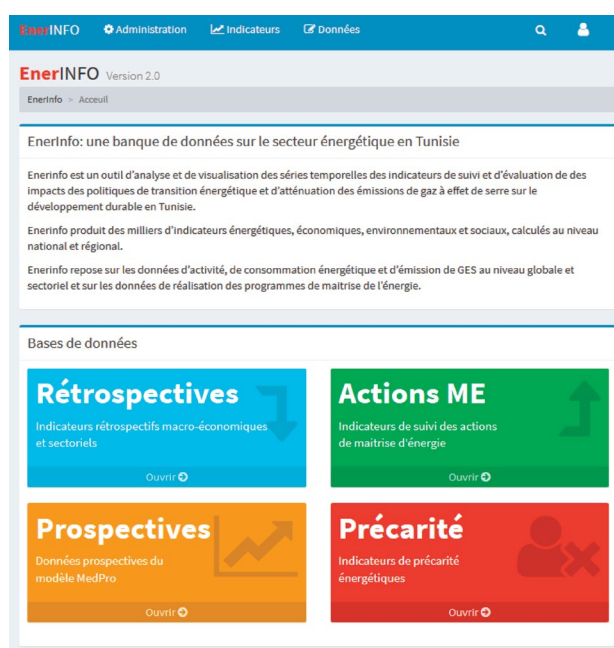 EnerINFO Administration Indicateurs Données
EnerINFO Version 2.0
EnerInfo > Acceuil
EnerInfo: une banque de données sur le secteur énergétique en Tunisie
Enerinfo est un outil d'analyse et de visualisation des séries temporelles des indicateurs de suivi et d'évaluation de des
impacts des politiques de transition énergétique et d'atténuation des émissions de gaz à effet de serre sur le
développement durable en Tunisie.
Enerinfo produit des milliers d'indicateurs énergétiques, économiques, environnementaux et sociaux, calculés au niveau
national et régional.
Enerinfo repose sur les données d'activité, de consommation énergétique et d'émission de GES au niveau globale et
sectoriel et sur les données de réalisation des programmes de maitrise de l'énergie.
Bases de données
Rétrospectives
Indicateurs rétrospectifs macro-économiques
et sectoriels
Ouvrir
Actions ME
Indicateurs de suivi des actions
de maitrise d'énergie
Ouvrir
Prospectives
Données prospectives du
modèle MedPro
Ouvrir
Précarité
Indicateurs de précarité
énergétiques
Ouvrir